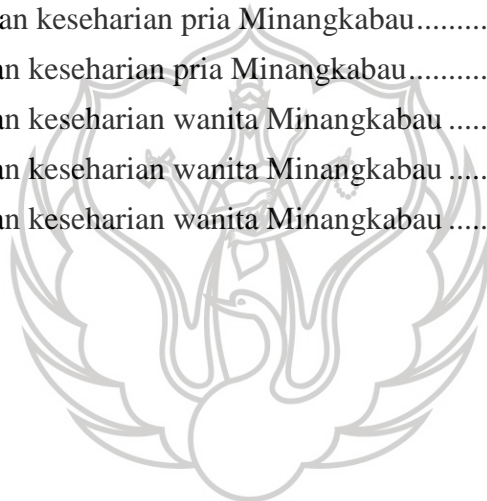 an keseharian pria Minangkabau..........
an keseharian pria Minangkabau...........
an keseharian wanita Minangkabau .....
an keseharian wanita Minangkabau .....
an keseharian wanita Minangkabau .....